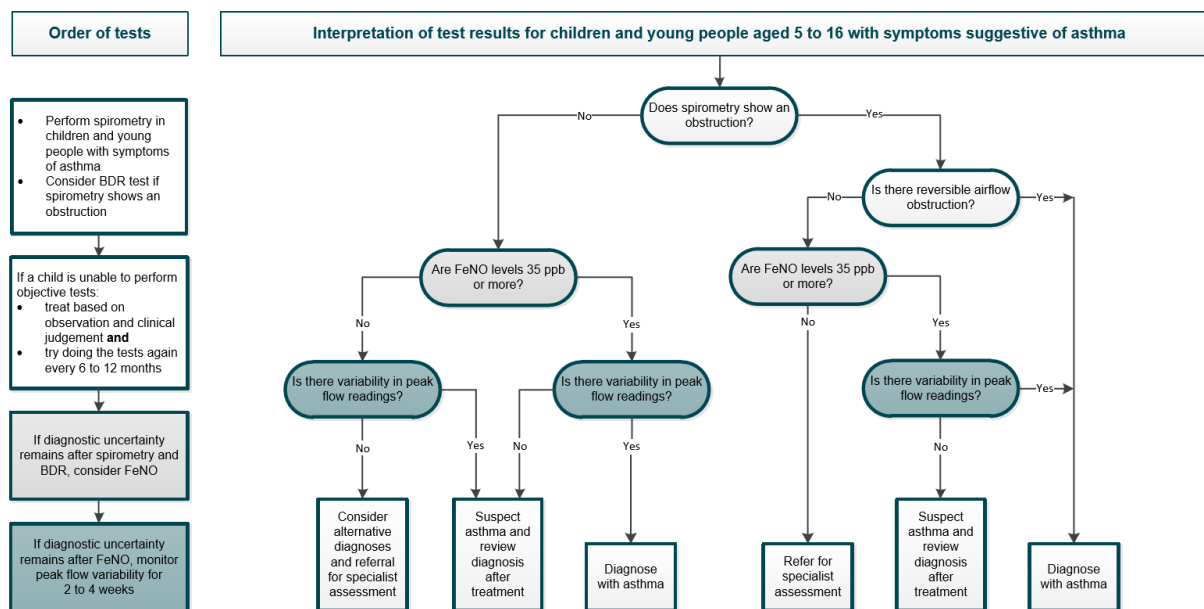 Order of tests
Interpretation of test results for children and young people aged 5 to 16 with symptoms suggestive of asthma
• Perform spirometry in
children and young
people with symptoms
of asthma
• Consider BDR test if
spirometry shows an
obstruction
If a child is unable to perform
objective tests:
• treat based on
observation and clinical
judgement and
• try doing the tests again
every 6 to 12 months
If diagnostic uncertainty
remains after spirometry and
BDR, consider FeNO
If diagnostic uncertainty
remains after FeNO, monitor
peak flow variability for
2 to 4 weeks
Does spirometry show an
obstruction?
No
Yes
Is there reversible airflow
obstruction?
No
Yes
Are FeNO levels 35 ppb
or more?
No
Yes
Are FeNO levels 35 ppb
or more?
No
Yes
Is there variability in peak
flow readings?
No
Yes
Is there variability in peak
flow readings?
No
Yes
Is there variability in peak
flow readings?
Yes
No
Consider
alternative
diagnoses
and referral
for specialist
assessment
Suspect
asthma and
review
diagnosis
after
treatment
Diagnose
with asthma
Refer for
specialist
assessment
Suspect
asthma and
review
diagnosis
after
treatment
Diagnose
with asthma